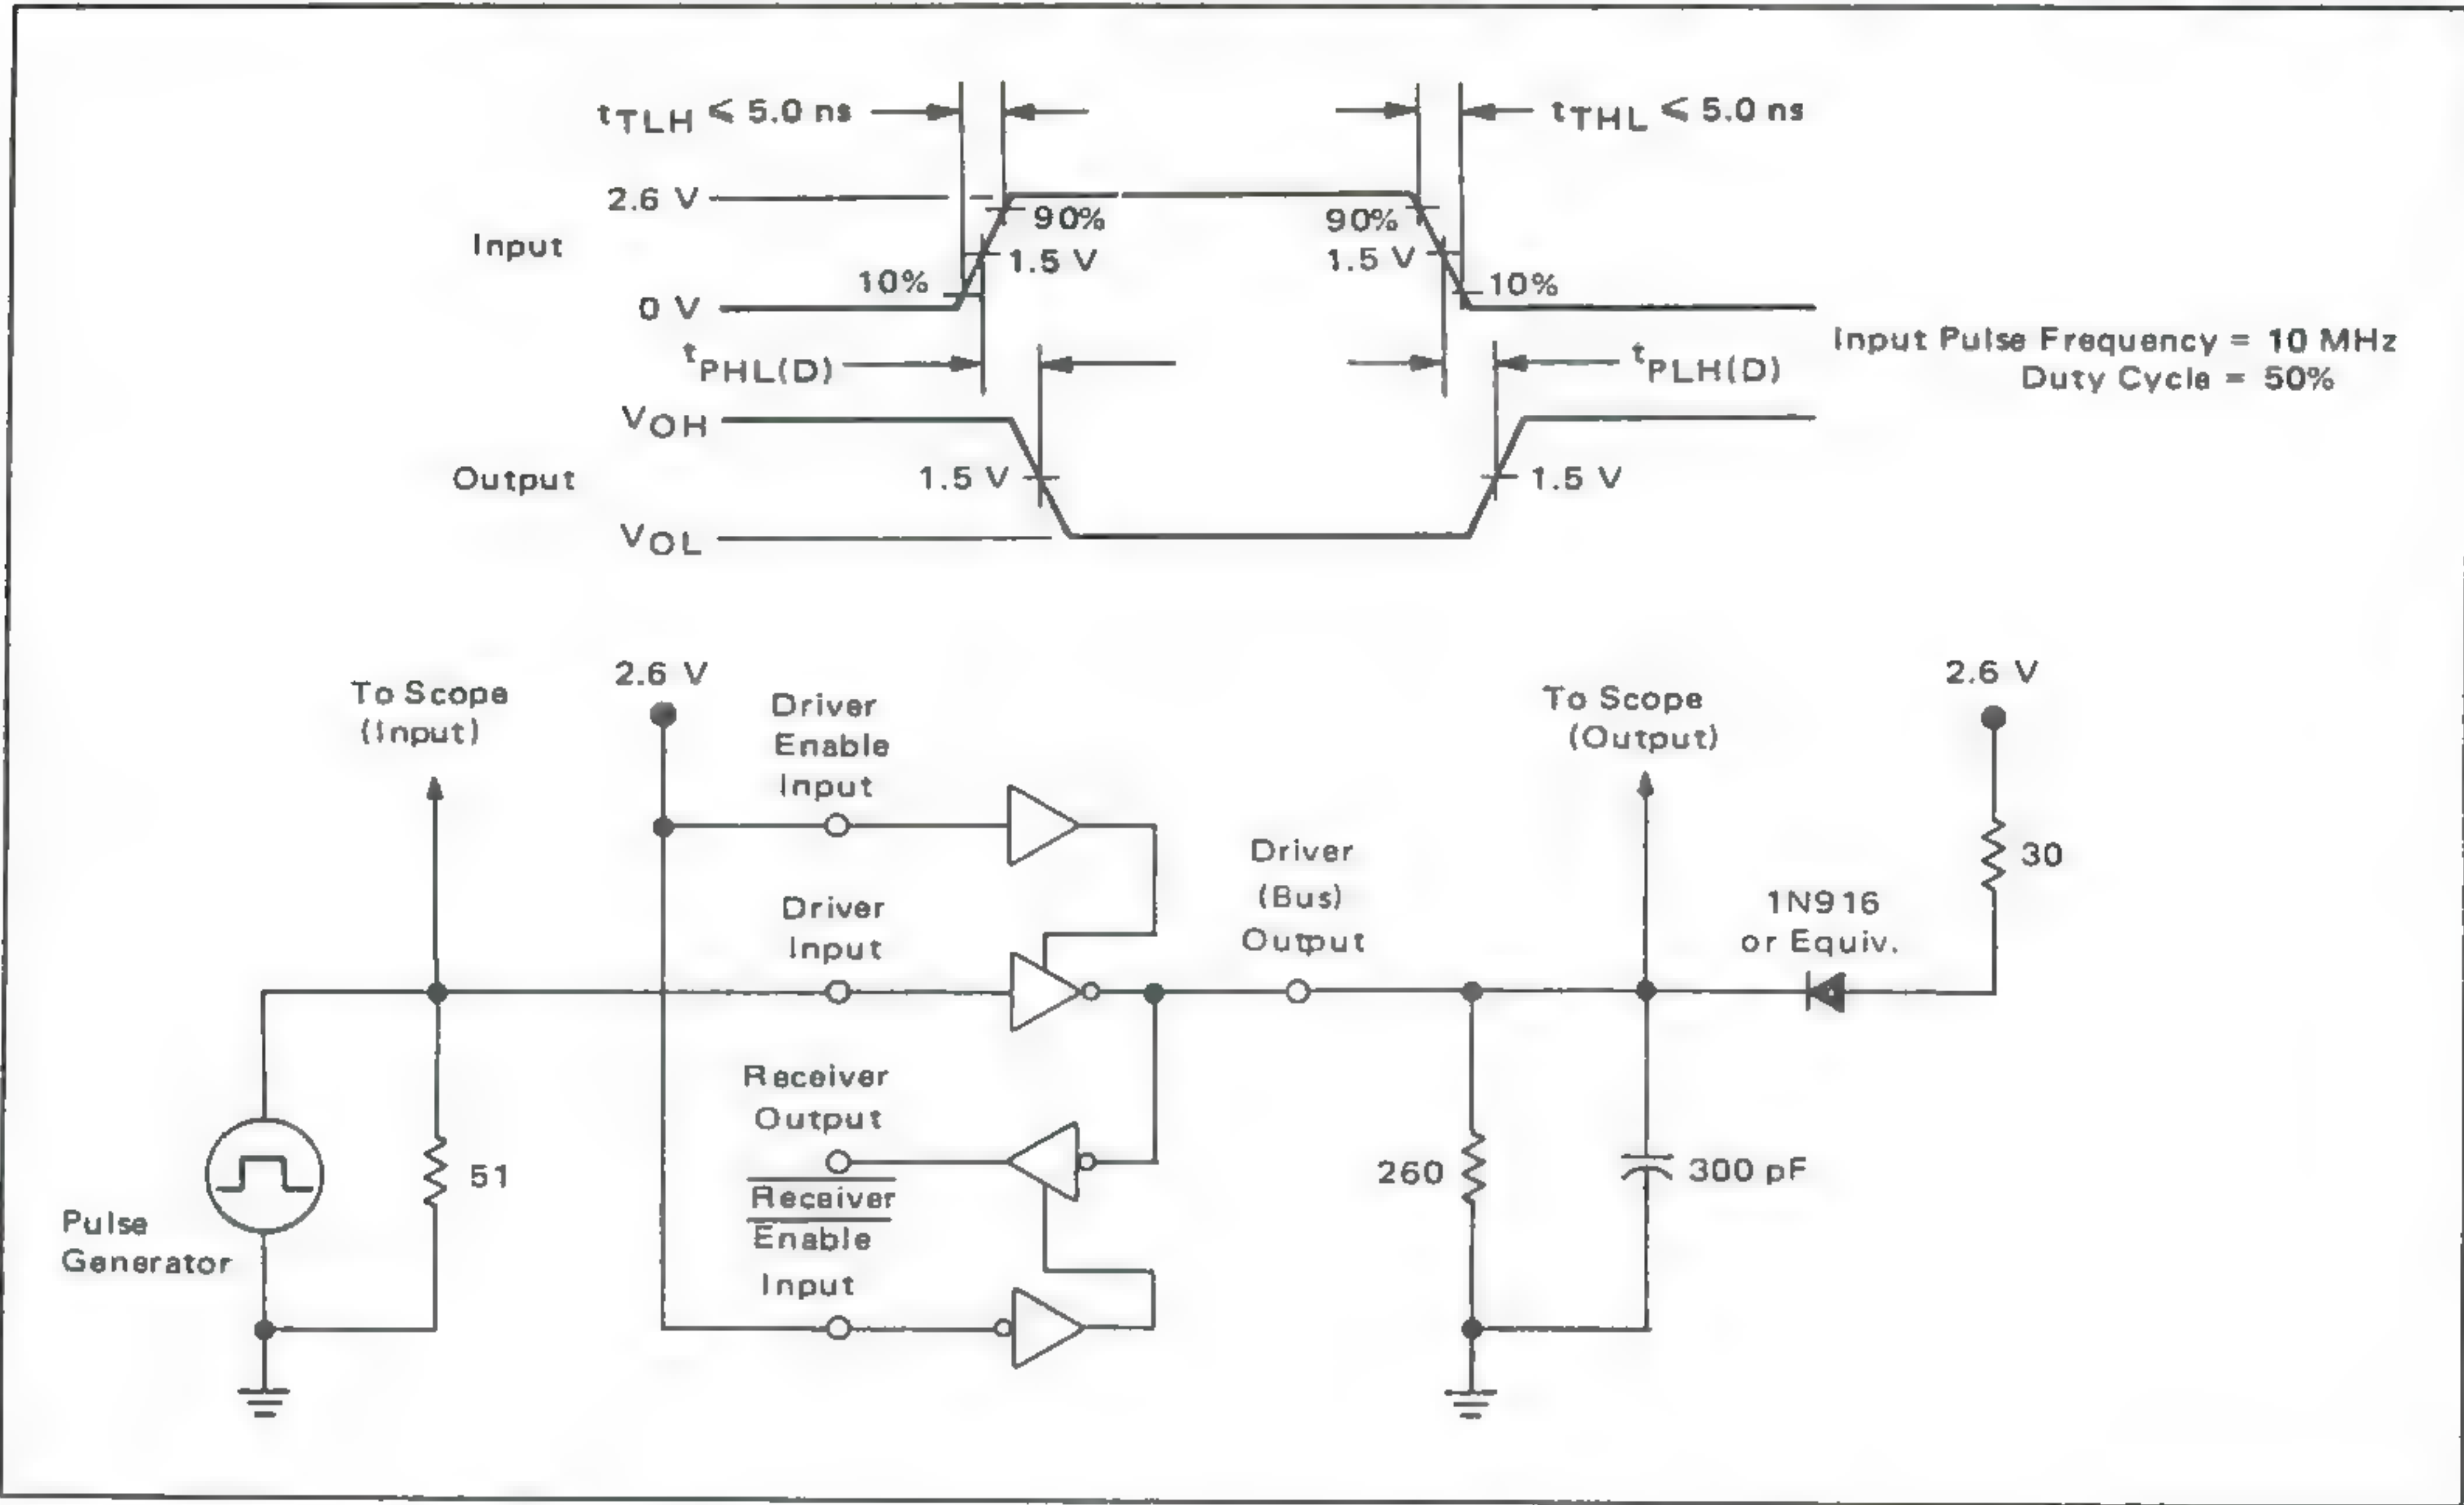 tTLH ≤ 5.0 ns
tTHL ≤ 5.0 ns
2.6 V
90%
90%
Input
1.5 V
1.5 V
10%
10%
0 V
Input Pulse Frequency = 10 MHz
Duty Cycle = 50%
tPHL(D)
tPLH(D)
VOH
Output
1.5 V
1.5 V
VOL
To Scope
(Input)
2.6 V
Driver
Enable
Input
To Scope
(Output)
2.6 V
30
Driver
(Bus)
Output
1N916
or Equiv.
Driver
Input
Receiver
Output
Receiver
Enable
Input
51
260
300 pF
Pulse
Generator